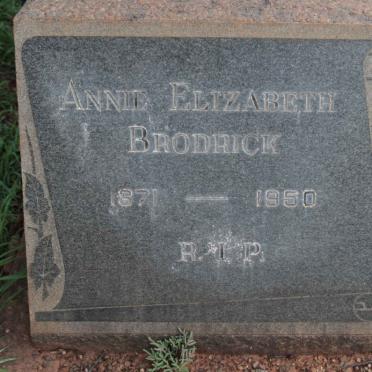 ANNIE ELIZABETH
BRODRICK
1871 — 1950
R.I.P.